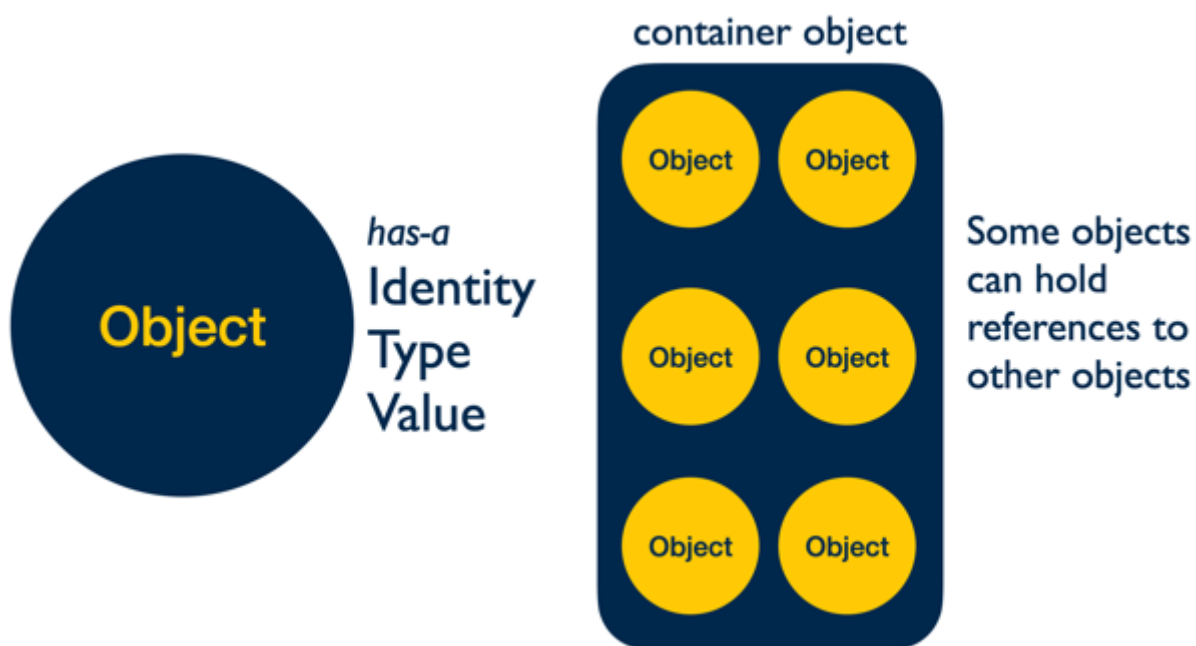 Object
has-a
Identity
Type
Value
container object
Object Object
Object Object
Object Object
Some objects
can hold
references to
other objects